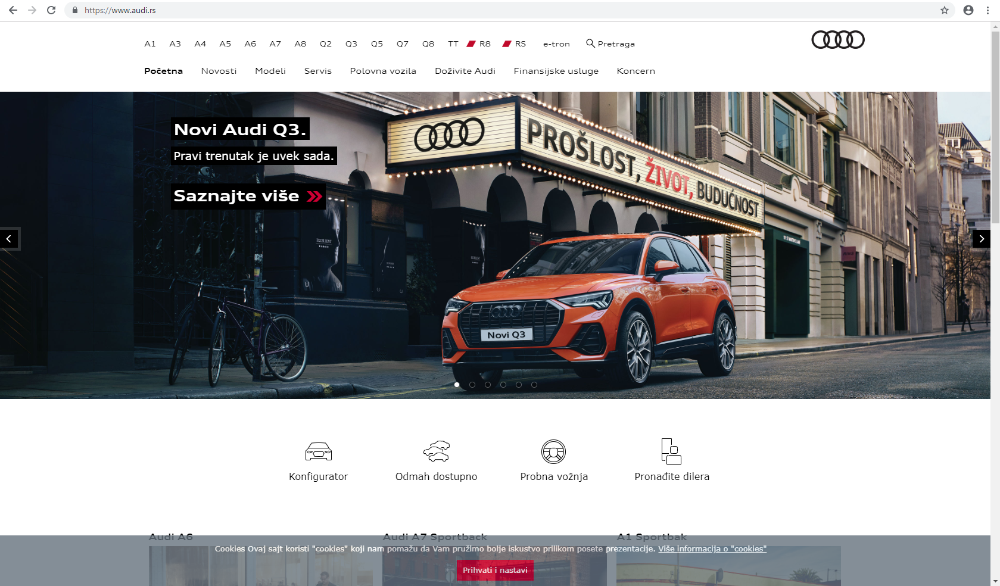 https://www.audi.rs
A1 A3 A4 A5 A6 A7 A8 Q2 Q3 Q5 Q7 Q8 TT R8 RS e-tron Pretraga
Početna Novosti Modeli Servis Polovna vozila Doživite Audi Finansijske usluge Koncern
Novi Audi Q3.
Pravi trenutak je uvek sada.
Saznajte više
PROŠLOST, ŽIVOT, BUDUĆNOST
EXCELLENT
Novi Q3
Konfigurator Odmah dostupno Probna vožnja Pronađite dilera
Audi A6 Audi A7 Sportback A1 Sportbak
Cookies Ovaj sajt koristi "cookies" koji nam pomažu da Vam pružimo bolje iskustvo prilikom posete prezentacije. Više informacija o "cookies"
Prihvati i nastavi